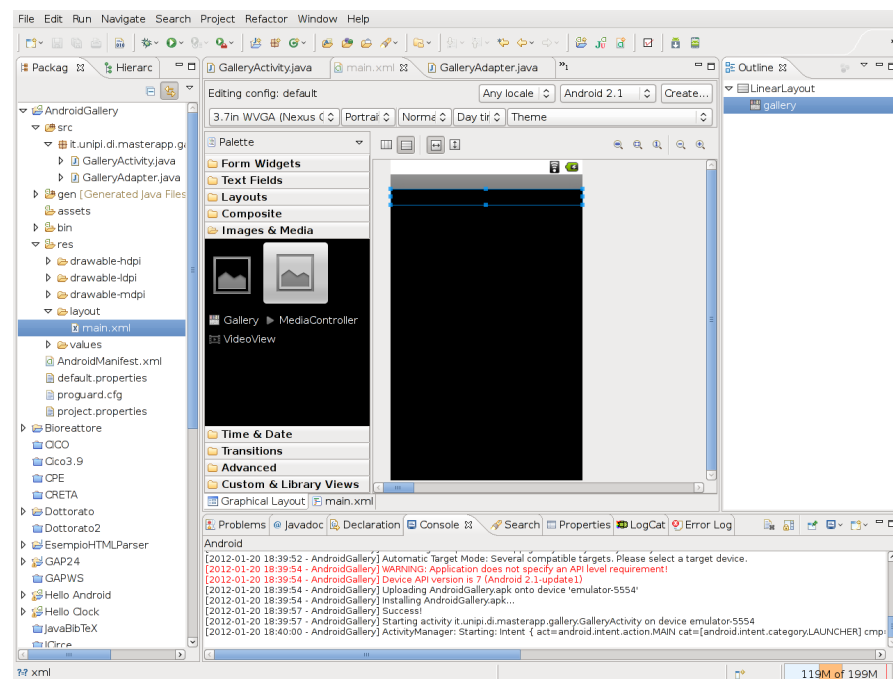 File Edit Run Navigate Search Project Refactor Window Help
Packag Hierarc
AndroidGallery
src
it.unipi.di.masterapp.ga
GalleryActivity.java
GalleryAdapter.java
gen [Generated Java Files
assets
bin
res
drawable-hdpi
drawable-ldpi
drawable-mdpi
layout
main.xml
values
AndroidManifest.xml
default.properties
proguard.cfg
project.properties
Bioreattore
CICO
Cico3.9
CPE
CRETA
Dottorato
Dottorato2
EsempioHTMLParser
GAP24
GAPWS
Hello Android
Hello Clock
JavaBibTeX
JCirce
GalleryActivity.java main.xml GalleryAdapter.java »1
Editing config: default Any locale Android 2.1 Create...
3.7in WVGA (Nexus Portrai Norma Day Theme
Palette
Form Widgets
Text Fields
Layouts
Composite
Images & Media
Gallery MediaController
VideoView
Time & Date
Transitions
Advanced
Custom & Library Views
Graphical Layout main.xml
Outline
LinearLayout
gallery
Problems Javadoc Declaration Console Search Properties LogCat Error Log
Android
[2012-01-20 18:39:52 - AndroidGallery] Automatic Target Mode: Several compatible targets. Please select a target device.
[2012-01-20 18:39:54 - AndroidGallery] WARNING: Application does not specify an API level requirement!
[2012-01-20 18:39:54 - AndroidGallery] Device API version is 7 (Android 2.1-update1)
[2012-01-20 18:39:54 - AndroidGallery] Uploading AndroidGallery.apk onto device 'emulator-5554'
[2012-01-20 18:39:54 - AndroidGallery] Installing AndroidGallery.apk...
[2012-01-20 18:39:57 - AndroidGallery] Success!
[2012-01-20 18:39:57 - AndroidGallery] Starting activity it.unipi.di.masterapp.gallery.GalleryActivity on device emulator-5554
[2012-01-20 18:40:00 - AndroidGallery] ActivityManager: Starting: Intent { act=android.intent.action.MAIN cat=[android.intent.category.LAUNCHER] cmp=
xml
119M of 199M